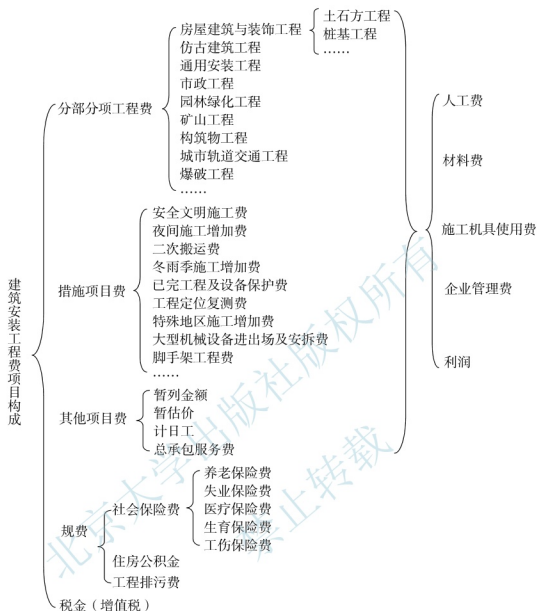 建筑安装工程费项目构成
分部分项工程费
房屋建筑与装饰工程
土石方工程
桩基工程
……
仿古建筑工程
通用安装工程
市政工程
园林绿化工程
矿山工程
构筑物工程
城市轨道交通工程
爆破工程
……
措施项目费
安全文明施工费
夜间施工增加费
二次搬运费
冬雨季施工增加费
已完工程及设备保护费
工程定位复测费
特殊地区施工增加费
大型机械设备进出场及安拆费
脚手架工程费
……
其他项目费
暂列金额
暂估价
计日工
总承包服务费
规费
社会保险费
养老保险费
失业保险费
医疗保险费
生育保险费
工伤保险费
住房公积金
工程排污费
税金（增值税）
人工费
材料费
施工机具使用费
企业管理费
利润
北京大学出版社版权所有
禁止转载